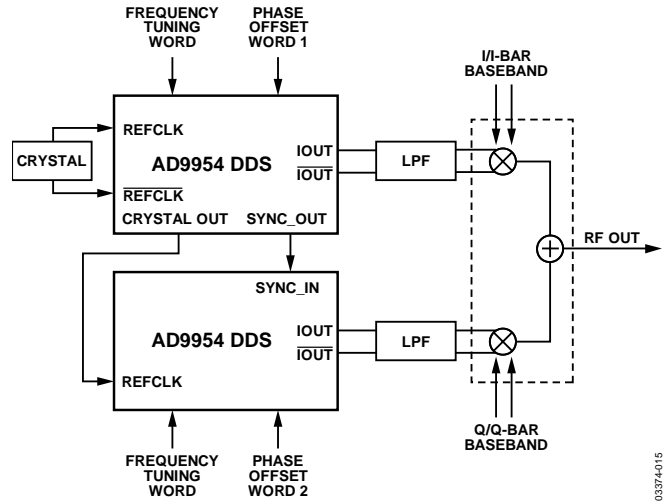 FREQUENCY
TUNING
WORD
PHASE
OFFSET
WORD 1
I/I-BAR
BASEBAND
REFCLK
CRYSTAL
AD9954 DDS
IOUT
IOUT
LPF
REFCLK
CRYSTAL OUT
SYNC_OUT
RF OUT
SYNC_IN
AD9954 DDS
IOUT
IOUT
LPF
REFCLK
FREQUENCY
TUNING
WORD
PHASE
OFFSET
WORD 2
Q/Q-BAR
BASEBAND
03374-015